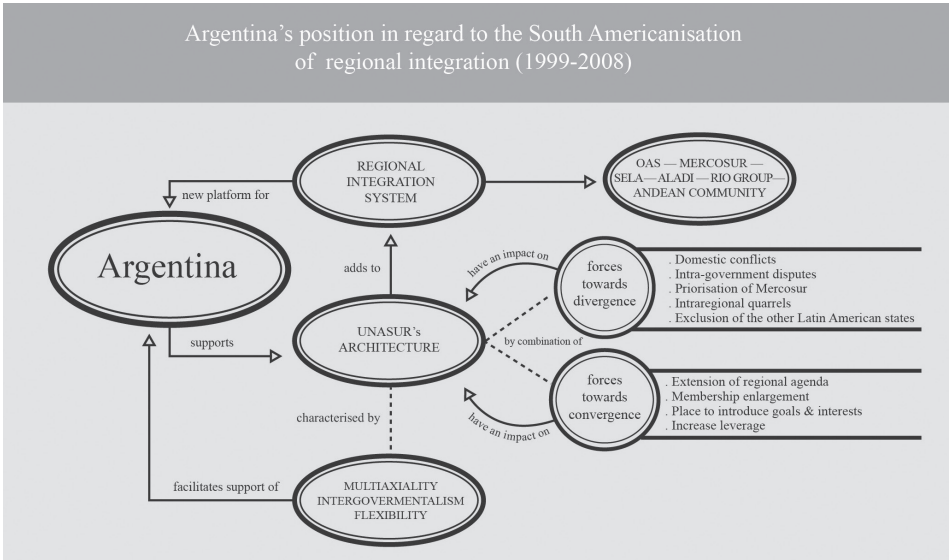 Argentina's position in regard to the South Americanisation
of regional integration (1999-2008)
REGIONAL
INTEGRATION
SYSTEM
OAS — MERCOSUR —
SELA—ALADI — RIO GROUP—
ANDEAN COMMUNITY
new platform for
Argentina
adds to
have an impact on
forces
towards
divergence
. Domestic conflicts
. Intra-government disputes
. Priorisation of Mercosur
. Intraregional quarrels
. Exclusion of the other Latin American states
supports
UNASUR's
ARCHITECTURE
by combination of
forces
towards
convergence
. Extension of regional agenda
. Membership enlargement
. Place to introduce goals & interests
. Increase leverage
characterised by
have an impact on
facilitates support of
MULTIAXIALITY
INTERGOVERMENTALISM
FLEXIBILITY